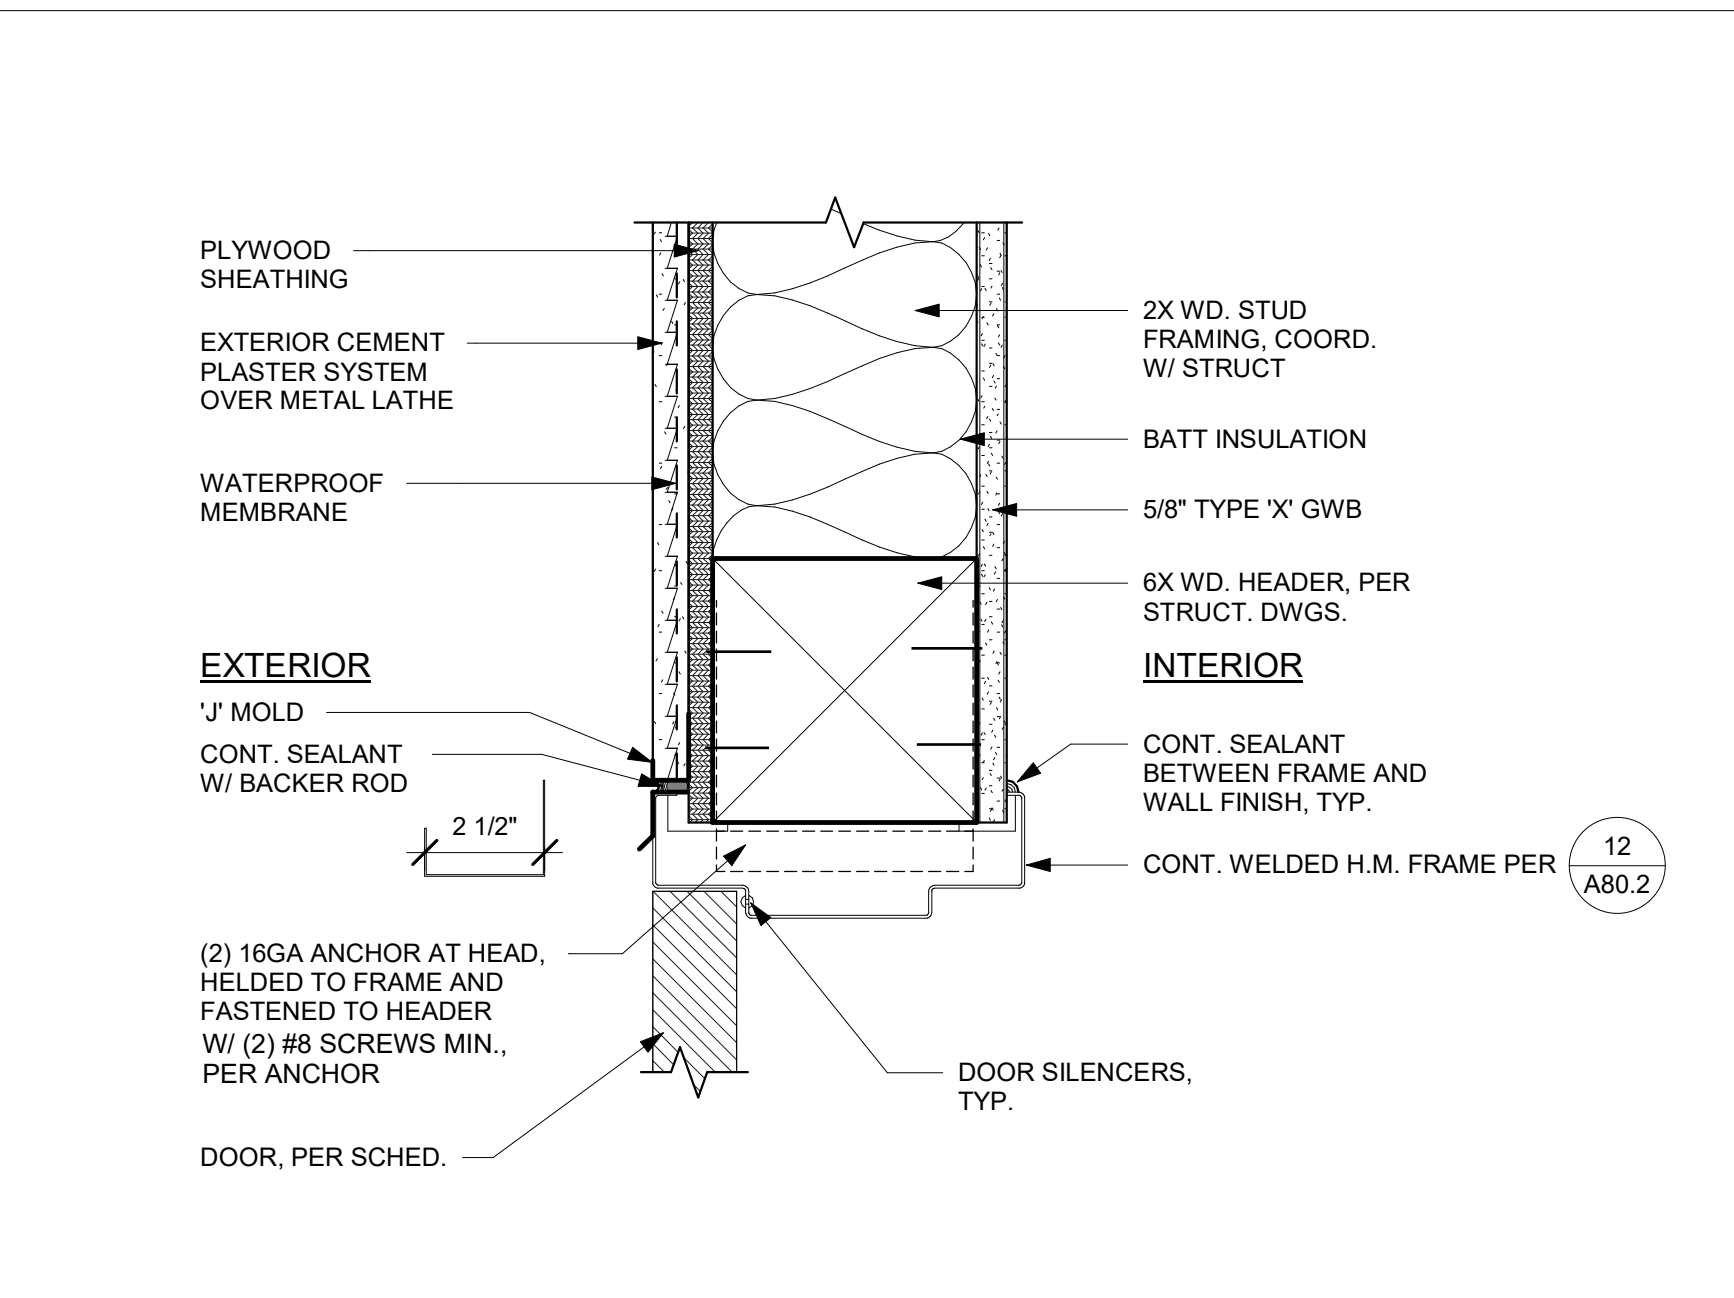 PLYWOOD
SHEATHING
EXTERIOR CEMENT
PLASTER SYSTEM
OVER METAL LATHE
WATERPROOF
MEMBRANE
EXTERIOR
'J' MOLD
CONT. SEALANT
W/ BACKER ROD
2 1/2"
(2) 16GA ANCHOR AT HEAD,
HELDED TO FRAME AND
FASTENED TO HEADER
W/ (2) #8 SCREWS MIN.,
PER ANCHOR
DOOR, PER SCHED.
2X WD. STUD
FRAMING, COORD.
W/ STRUCT
BATT INSULATION
5/8" TYPE 'X' GWB
6X WD. HEADER, PER
STRUCT. DWGS.
INTERIOR
CONT. SEALANT
BETWEEN FRAME AND
WALL FINISH, TYP.
CONT. WELDED H.M. FRAME PER
12
A80.2
DOOR SILENCERS,
TYP.